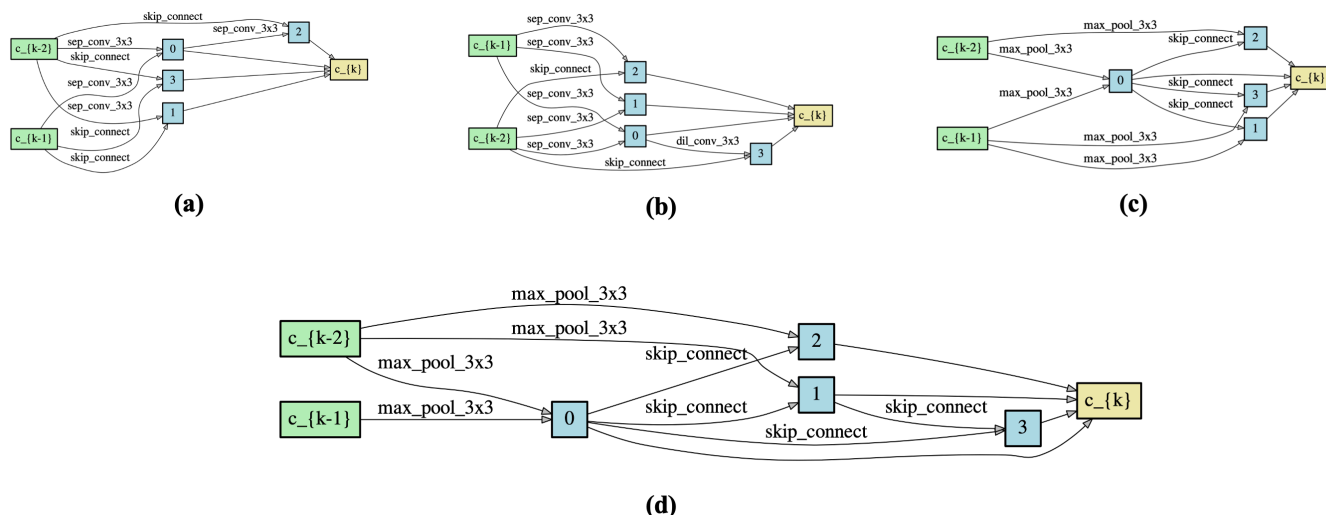 skip_connect
c_{k-2}
sep_conv_3x3
0
sep_conv_3x3
2
skip_connect
c_{k}
sep_conv_3x3
3
sep_conv_3x3
1
c_{k-1}
skip_connect
skip_connect
(a)
sep_conv_3x3
c_{k-1}
sep_conv_3x3
skip_connect
2
sep_conv_3x3
1
c_{k}
c_{k-2}
sep_conv_3x3
0
dil_conv_3x3
sep_conv_3x3
skip_connect
3
(b)
max_pool_3x3
c_{k-2}
max_pool_3x3
skip_connect
2
0
skip_connect
c_{k}
max_pool_3x3
3
skip_connect
c_{k-1}
max_pool_3x3
1
max_pool_3x3
(c)
max_pool_3x3
c_{k-2}
max_pool_3x3
2
max_pool_3x3
skip_connect
1
c_{k}
c_{k-1}
max_pool_3x3
0
skip_connect
skip_connect
skip_connect
3
(d)